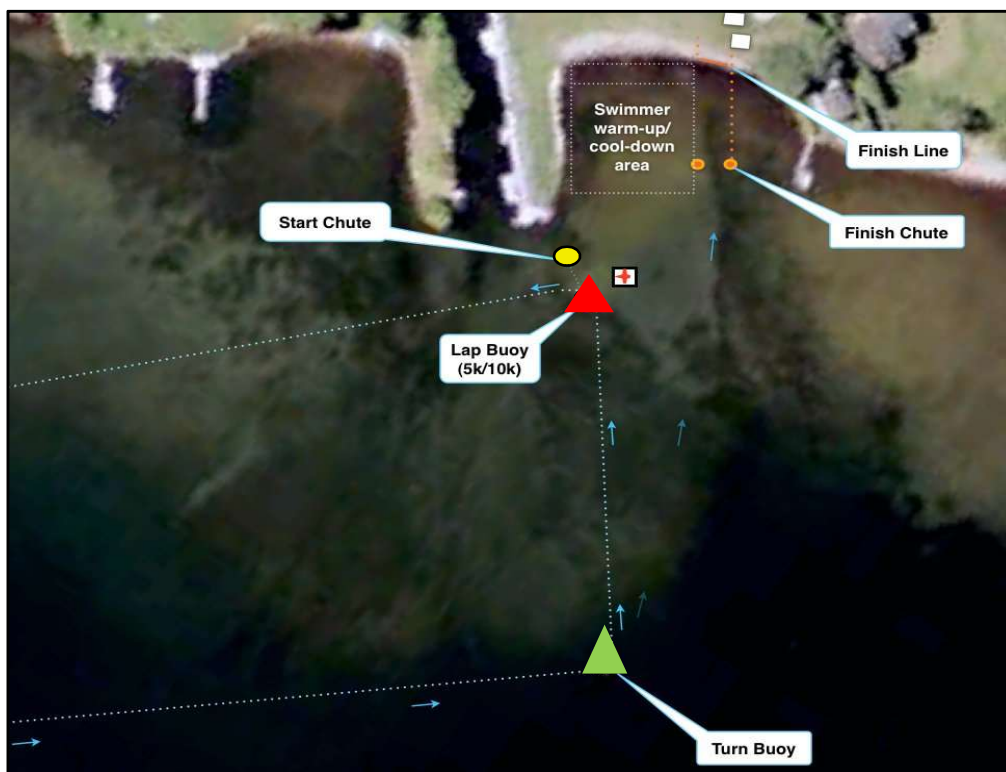 Swimmer
warm-up/
cool-down
area
Finish Line
Start Chute
Finish Chute
Lap Buoy
(5k/10k)
Turn Buoy